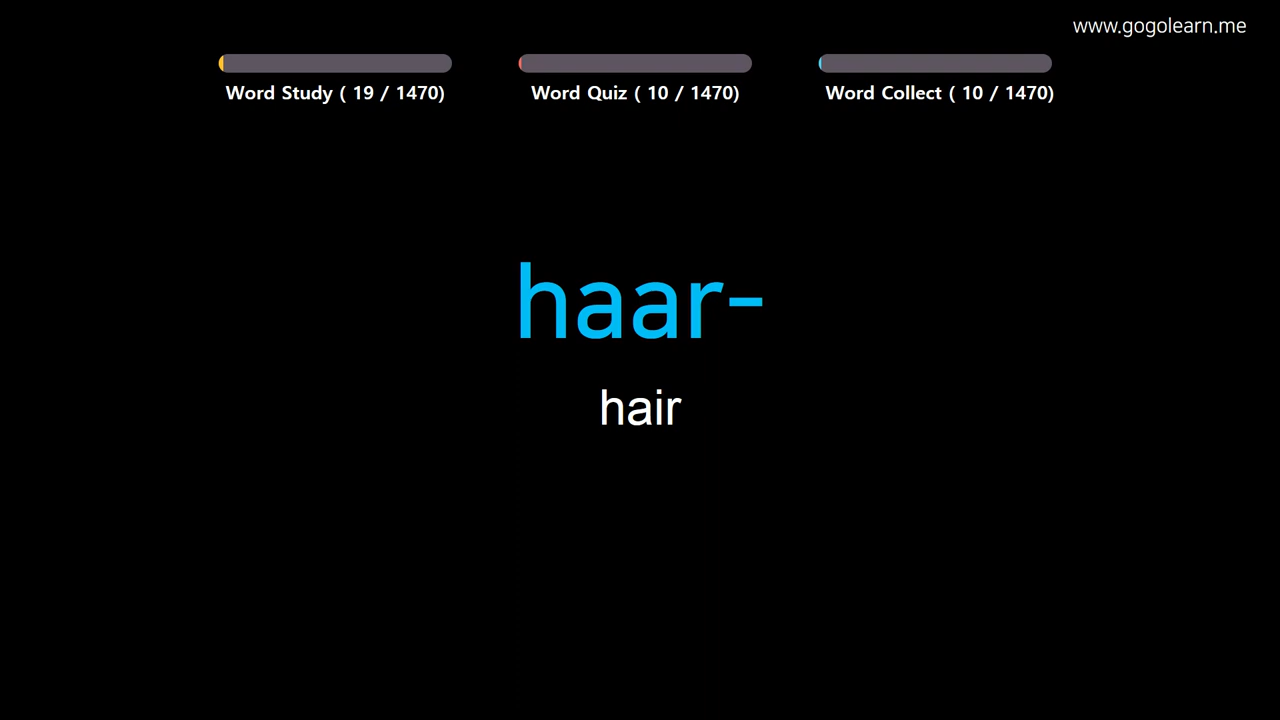 www.gogolearn.me
Word Study ( 19 / 1470)
Word Quiz ( 10 / 1470)
Word Collect ( 10 / 1470)
haar-
hair